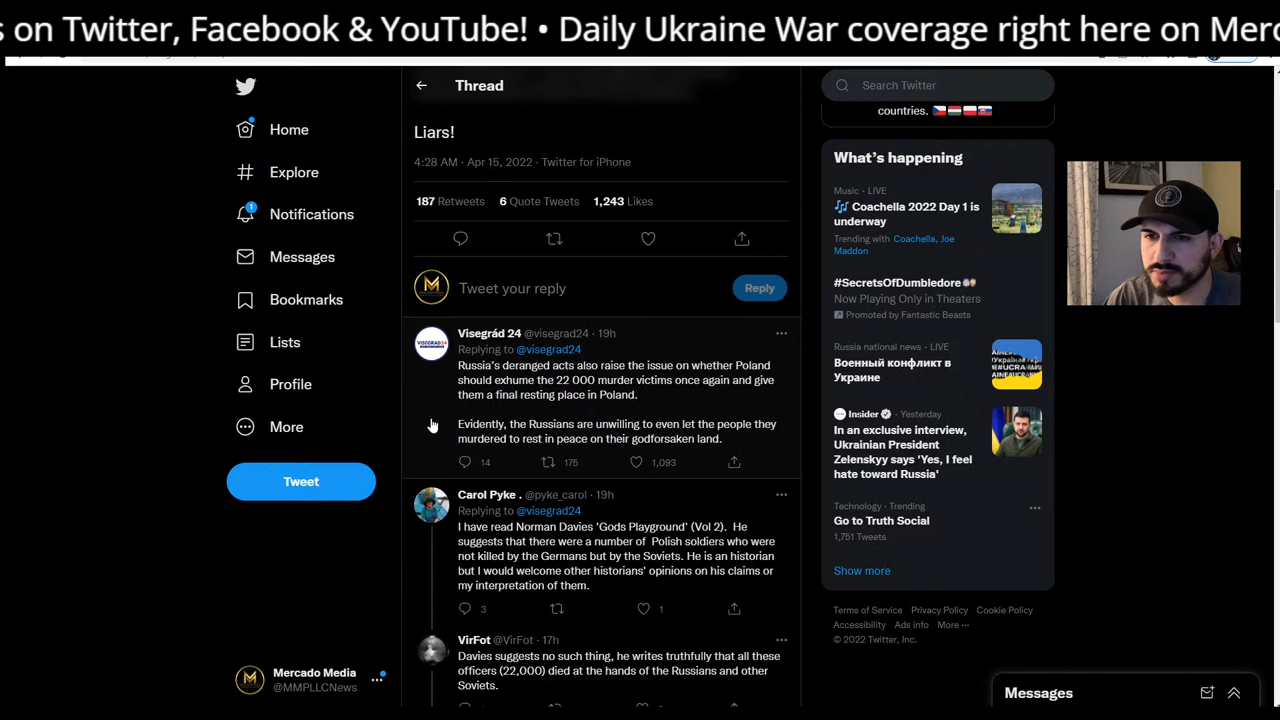 s on Twitter, Facebook & YouTube! • Daily Ukraine War coverage right here on Merc
Thread
Liars!
4:28 AM · Apr 15, 2022 · Twitter for iPhone
187 Retweets 6 Quote Tweets 1,243 Likes
Tweet your reply
Reply
Visegrád 24 @visegrad24 · 19h
Replying to @visegrad24
Russia's deranged acts also raise the issue on whether Poland
should exhume the 22 000 murder victims once again and give
them a final resting place in Poland.
Evidently, the Russians are unwilling to even let the people they
murdered to rest in peace on their godforsaken land.
14 175 1,093
Carol Pyke . @pyke_carol · 19h
Replying to @visegrad24
I have read Norman Davies 'Gods Playground' (Vol 2). He
suggests that there were a number of Polish soldiers who were
not killed by the Germans but by the Soviets. He is an historian
but I would welcome other historians' opinions on his claims or
my interpretation of them.
3 1
VirFot @VirFot · 17h
Davies suggests no such thing, he writes truthfully that all these
officers (22,000) died at the hands of the Russians and other
Soviets.
Home
Explore
1
Notifications
Messages
Bookmarks
Lists
Profile
More
Tweet
Mercado Media
@MMPLLCNews
Search Twitter
countries.
What's happening
Music · LIVE
Coachella 2022 Day 1 is
underway
Trending with Coachella, Joe
Maddon
#SecretsOfDumbledore
Now Playing Only in Theaters
Promoted by Fantastic Beasts
Russia national news · LIVE
Военный конфликт в
Украине
Insider · Yesterday
In an exclusive interview,
Ukrainian President
Zelenskyy says 'Yes, I feel
hate toward Russia'
Technology · Trending
Go to Truth Social
1,751 Tweets
Show more
Terms of Service Privacy Policy Cookie Policy
Accessibility Ads info More
© 2022 Twitter, Inc.
Messages